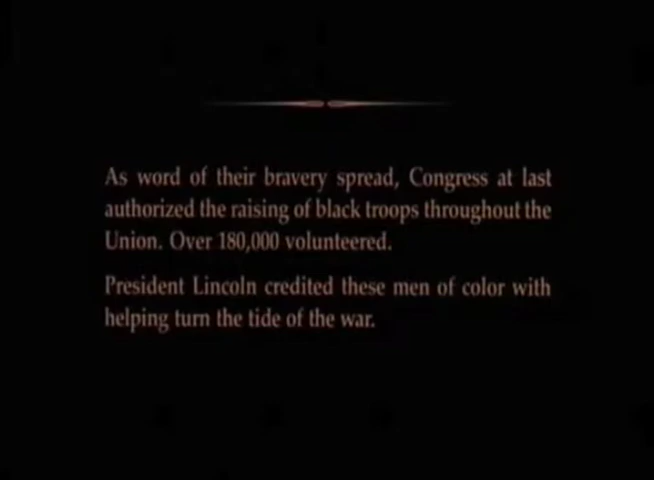 As word of their bravery spread, Congress at last
authorized the raising of black troops throughout the
Union. Over 180,000 volunteered.
President Lincoln credited these men of color with
helping turn the tide of the war.